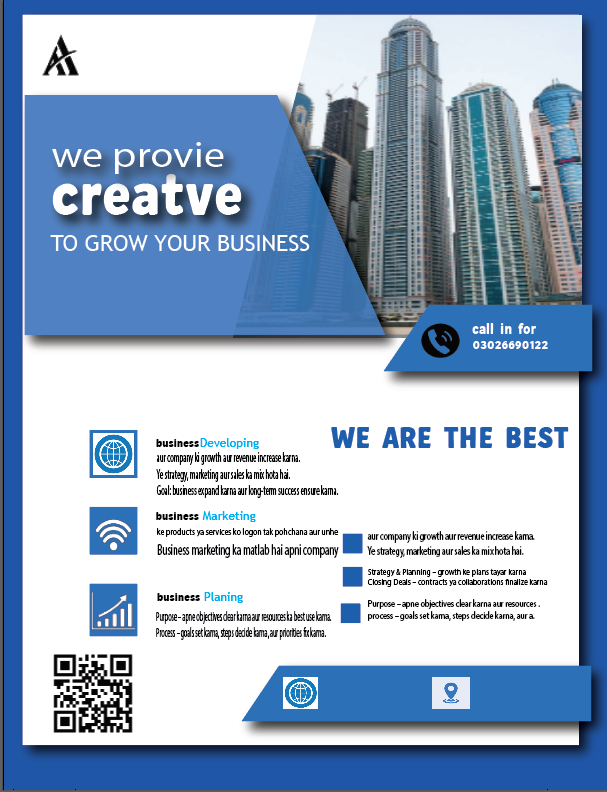 we provie
creatve
TO GROW YOUR BUSINESS
call in for
03026690122
WE ARE THE BEST
businessDeveloping
aur company ki growth aur revenue increase karna.
Ye strategy, marketing aur sales ka mix hota hai.
Goal: business expand karna aur long-term success ensure karna.
business Marketing
ke products ya services ko logon tak pohchana aur unhe
Business marketing ka matlab hai apni company
business Planing
Purpose – apne objectives clear karna aur resources ka best use karna.
Process – goals set karna, steps decide karna, aur priorities fix karna.
aur company ki growth aur revenue increase karna.
Ye strategy, marketing aur sales ka mix hota hai.
Strategy & Planning – growth ke plans tayar karna
Closing Deals – contracts ya collaborations finalize karna
Purpose – apne objectives clear karna aur resources .
process – goals set karna, steps decide karna, aur a.